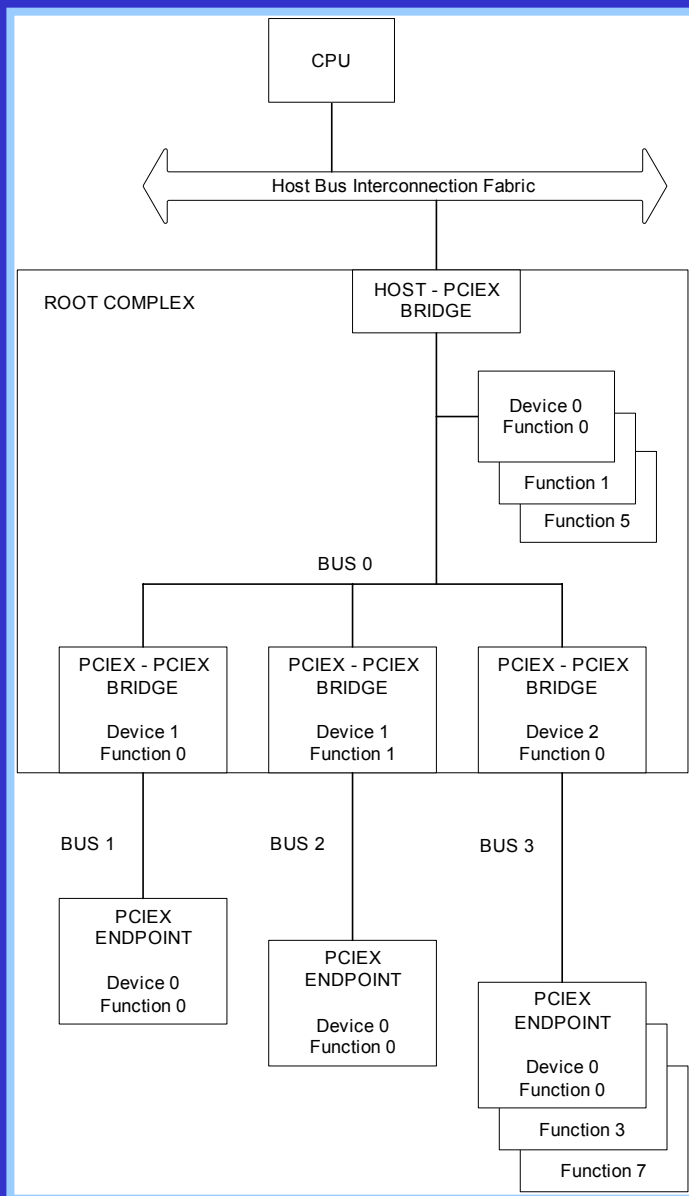 CPU
Host Bus Interconnection Fabric
ROOT COMPLEX
HOST - PCIEX
BRIDGE
Device 0
Function 0
Function 1
Function 5
BUS 0
PCIEX - PCIEX
BRIDGE
Device 1
Function 0
PCIEX - PCIEX
BRIDGE
Device 1
Function 1
PCIEX - PCIEX
BRIDGE
Device 2
Function 0
BUS 1
BUS 2
BUS 3
PCIEX
ENDPOINT
Device 0
Function 0
PCIEX
ENDPOINT
Device 0
Function 0
PCIEX
ENDPOINT
Device 0
Function 0
Function 3
Function 7